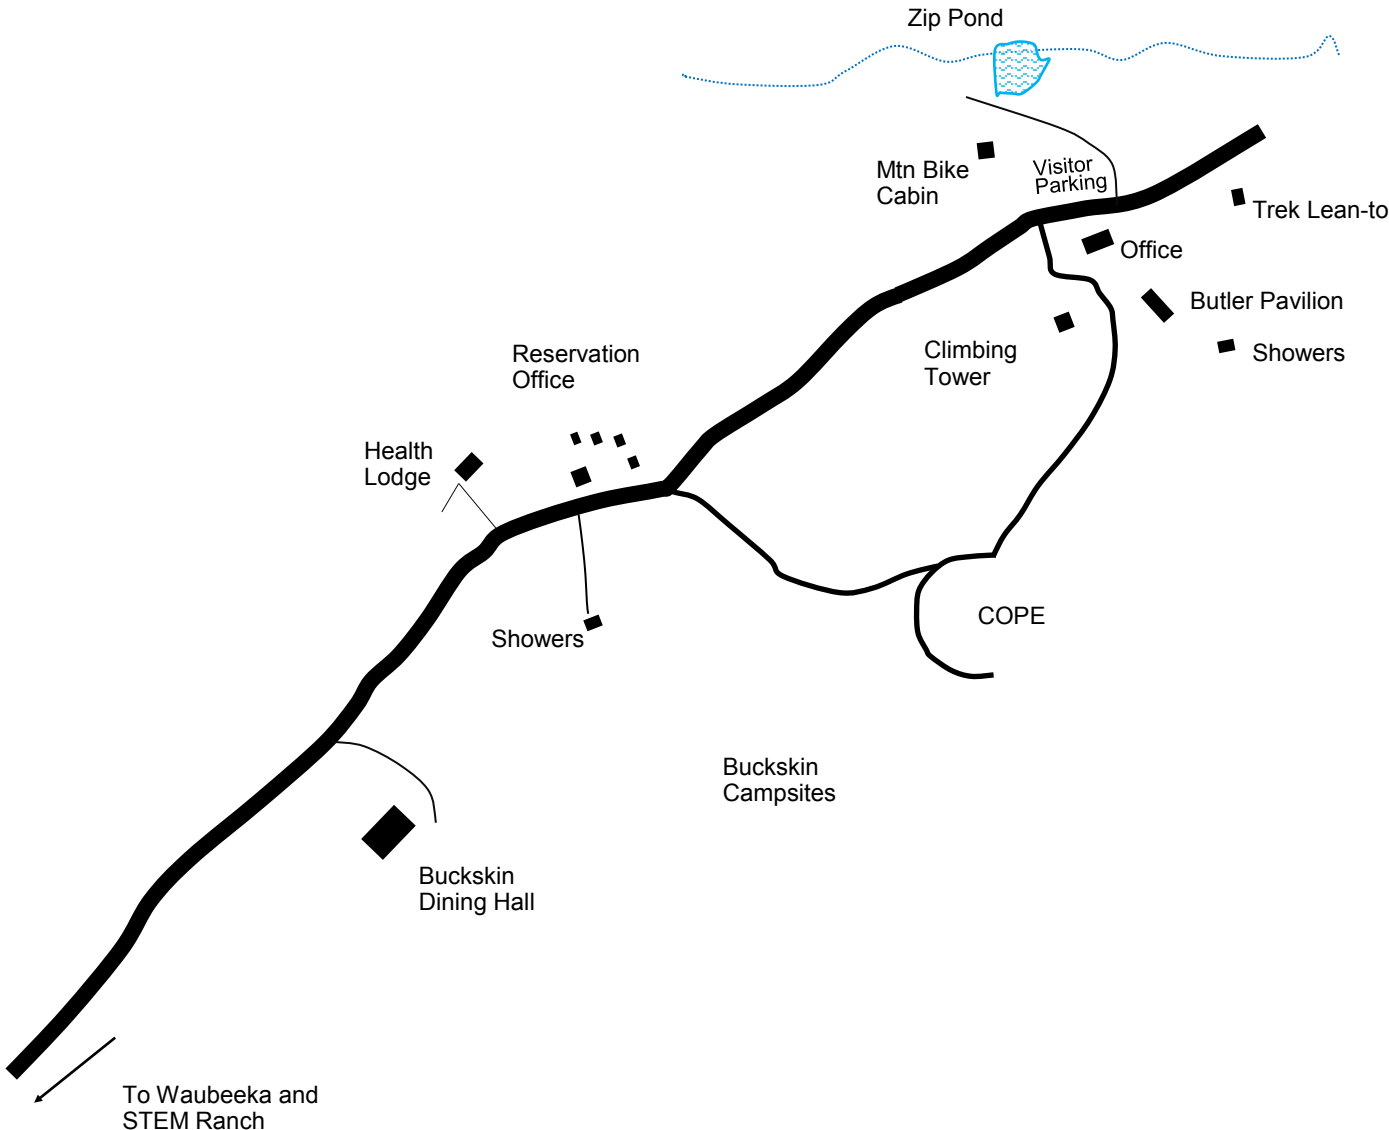 Zip Pond
Mtn Bike
Cabin
Visitor
Parking
Trek Lean-to
Office
Butler Pavilion
Showers
Climbing
Tower
Reservation
Office
Health
Lodge
Showers
COPE
Buckskin
Campsites
Buckskin
Dining Hall
To Waubeeka and
STEM Ranch